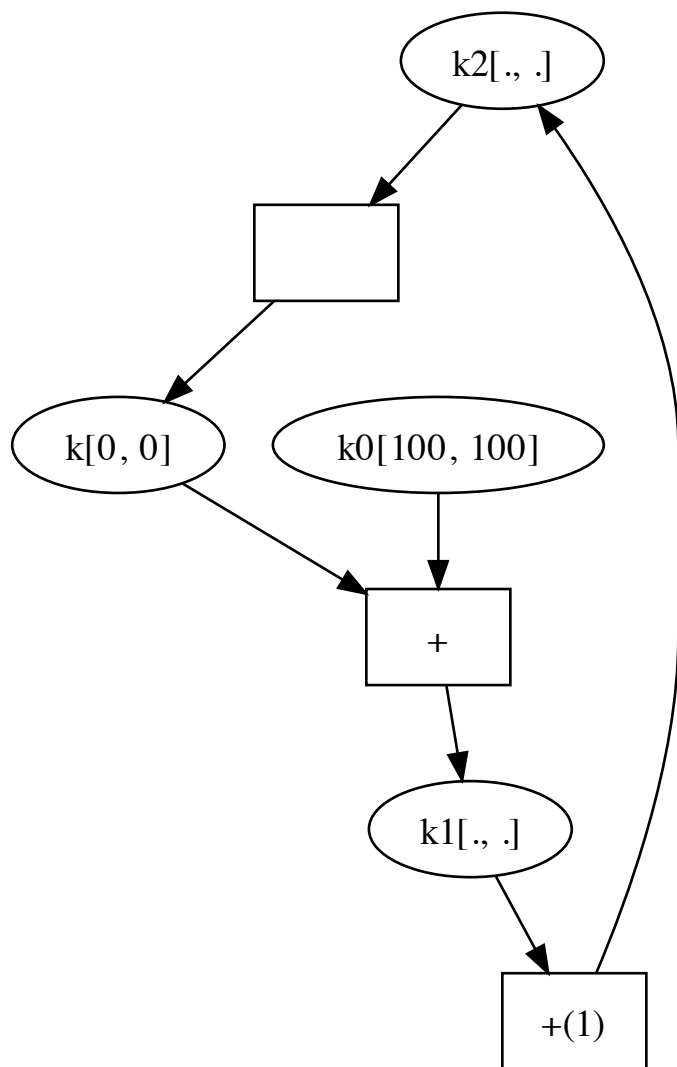 k2[., .]
k[0, 0]
k0[100, 100]
+
k1[., .]
+(1)